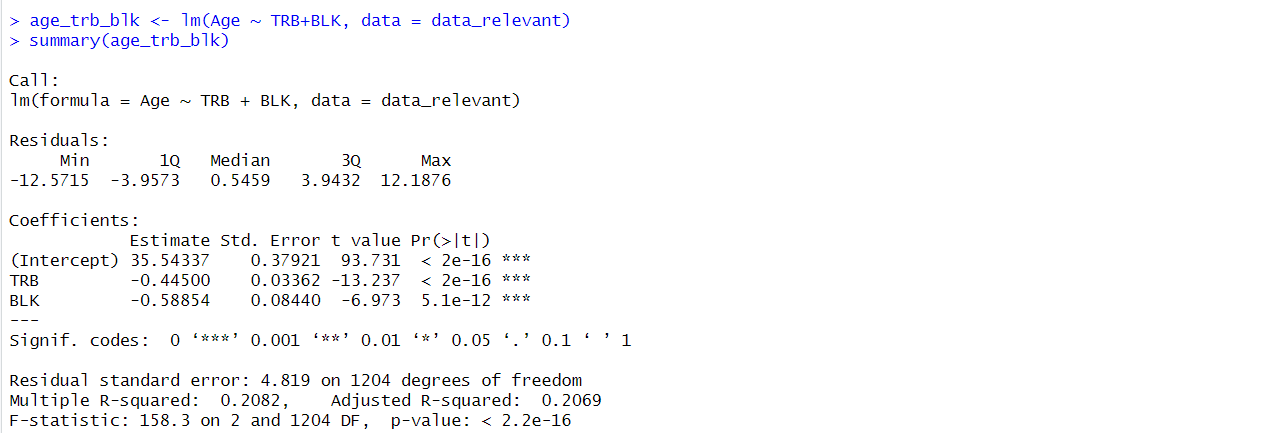 > age_trb_blk <- lm(Age ~ TRB+BLK, data = data_relevant)
> summary(age_trb_blk)
Call:
lm(formula = Age ~ TRB + BLK, data = data_relevant)
Residuals:
     Min       1Q   Median       3Q      Max
-12.5715  -3.9573   0.5459   3.9432  12.1876
Coefficients:
            Estimate Std. Error t value Pr(>|t|)
(Intercept) 35.54337    0.37921  93.731  < 2e-16 ***
TRB         -0.44500    0.03362 -13.237  < 2e-16 ***
BLK         -0.58854    0.08440  -6.973  5.1e-12 ***
---
Signif. codes:  0 ‘***’ 0.001 ‘**’ 0.01 ‘*’ 0.05 ‘.’ 0.1 ‘ ’ 1
Residual standard error: 4.819 on 1204 degrees of freedom
Multiple R-squared:  0.2082,    Adjusted R-squared:  0.2069
F-statistic: 158.3 on 2 and 1204 DF,  p-value: < 2.2e-16